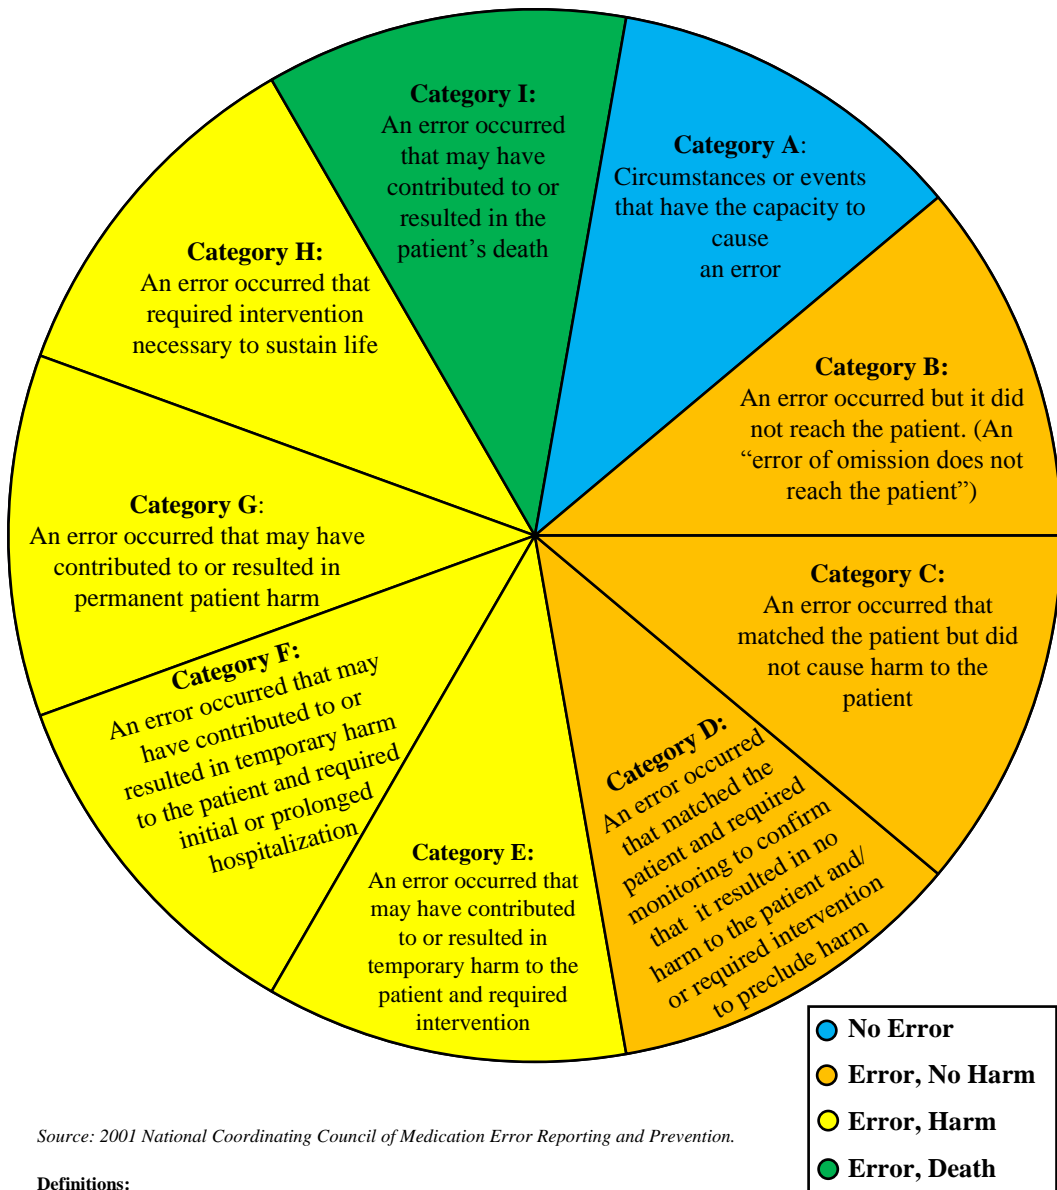 Category I:
An error occurred
that may have
contributed to or
resulted in the
patient’s death
Category A:
Circumstances or events
that have the capacity to
cause
an error
Category B:
An error occurred but it did
not reach the patient. (An
“error of omission does not
reach the patient”)
Category C:
An error occurred that
matched the patient but did
not cause harm to the
patient
Category D:
An error occurred
that matched the
patient and required
monitoring to confirm
that it resulted in no
harm to the patient and/
or required intervention
to preclude harm
Category E:
An error occurred that
may have contributed
to or resulted in
temporary harm to the
patient and required
intervention
Category F:
An error occurred that may
have contributed to or
resulted in temporary harm
to the patient and required
initial or prolonged
hospitalization
Category G:
An error occurred that may have
contributed to or resulted in
permanent patient harm
Category H:
An error occurred that
required intervention
necessary to sustain life
No Error
Error, No Harm
Error, Harm
Error, Death
Source: 2001 National Coordinating Council of Medication Error Reporting and Prevention.
Definitions: